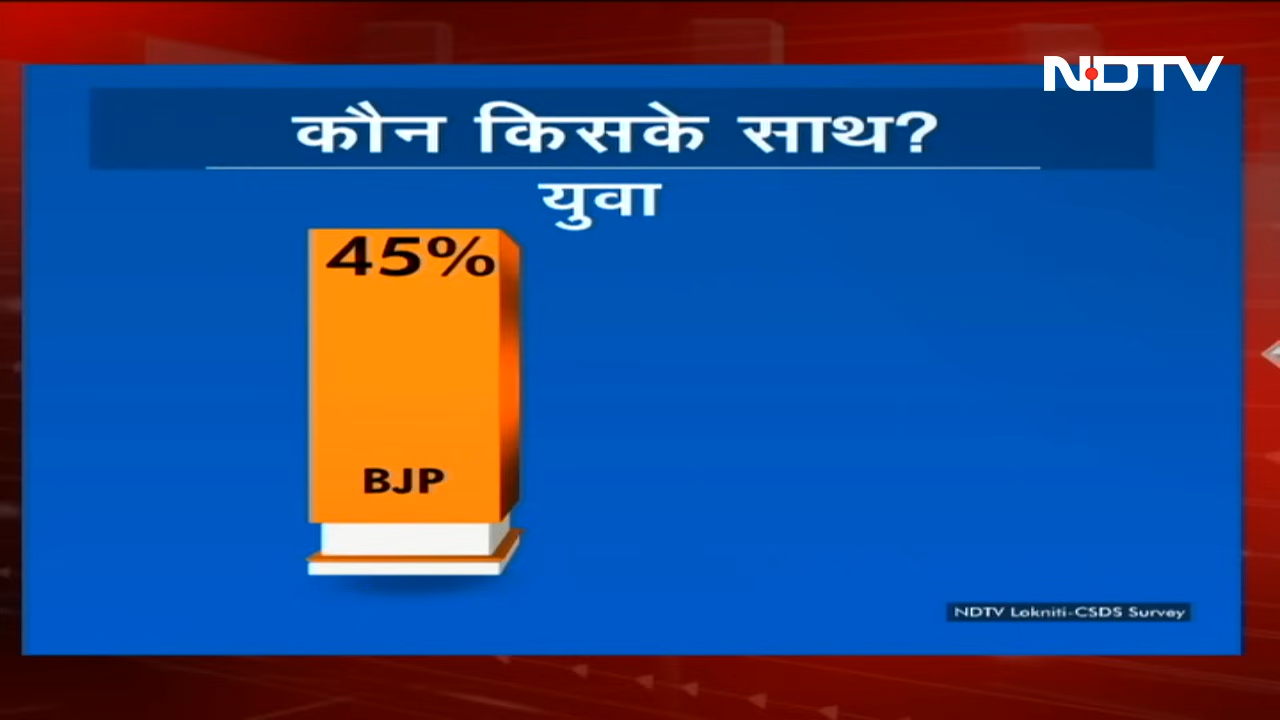 NDTV
कौन किसके साथ?
युवा
45%
BJP
NDTV Lokniti-CSDS Survey